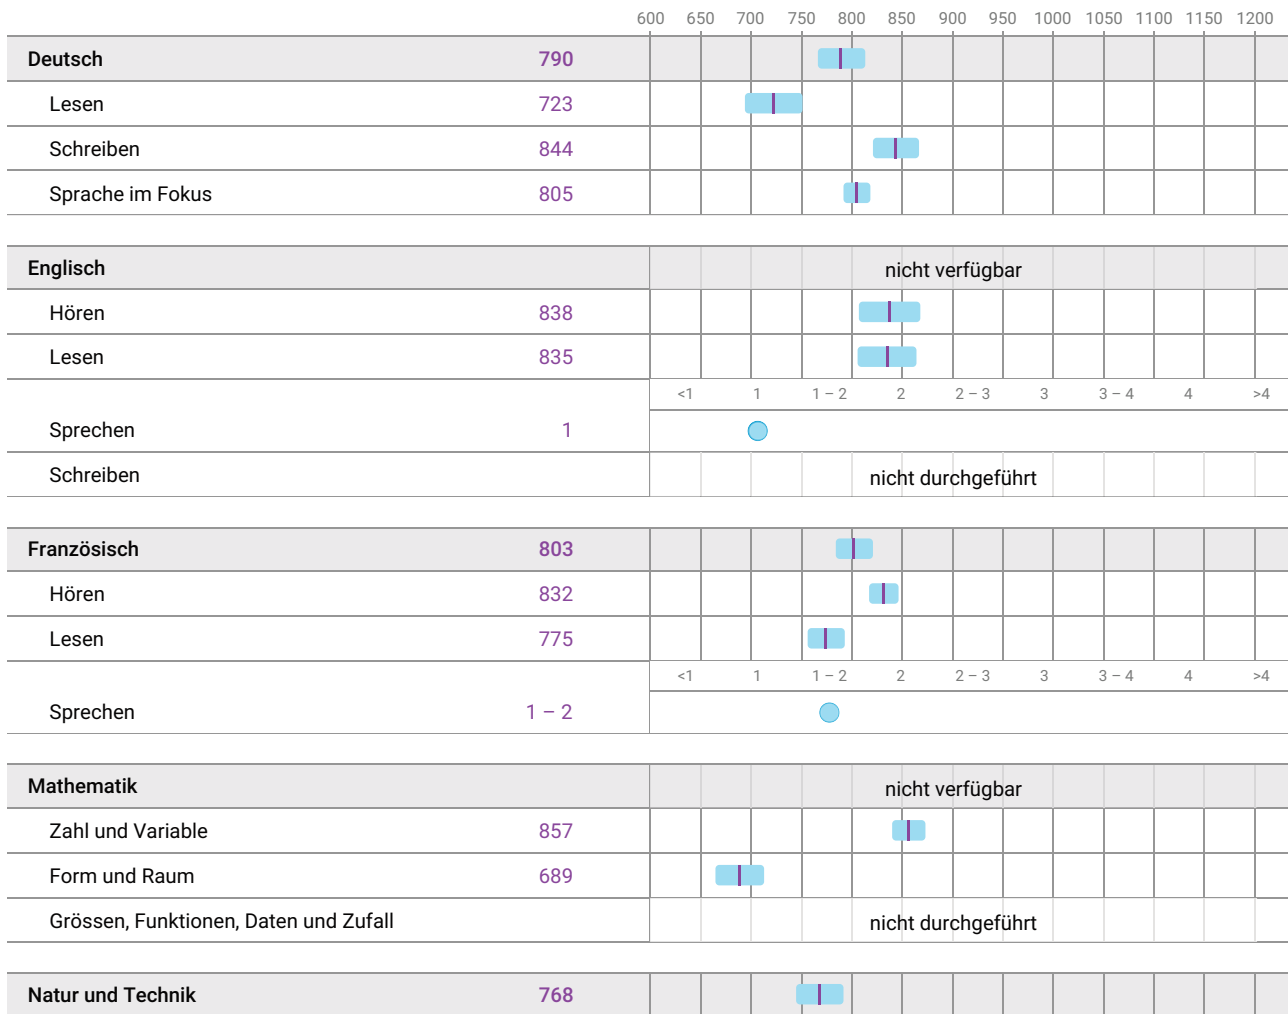 600 650 700 750 800 850 900 950 1000 1050 1100 1150 1200
Deutsch 790
Lesen 723
Schreiben 844
Sprache im Fokus 805
Englisch nicht verfügbar
Hören 838
Lesen 835
<1 1 1 – 2 2 2 – 3 3 3 – 4 4 >4
Sprechen 1
Schreiben nicht durchgeführt
Französisch 803
Hören 832
Lesen 775
<1 1 1 – 2 2 2 – 3 3 3 – 4 4 >4
Sprechen 1 – 2
Mathematik nicht verfügbar
Zahl und Variable 857
Form und Raum 689
Grössen, Funktionen, Daten und Zufall nicht durchgeführt
Natur und Technik 768